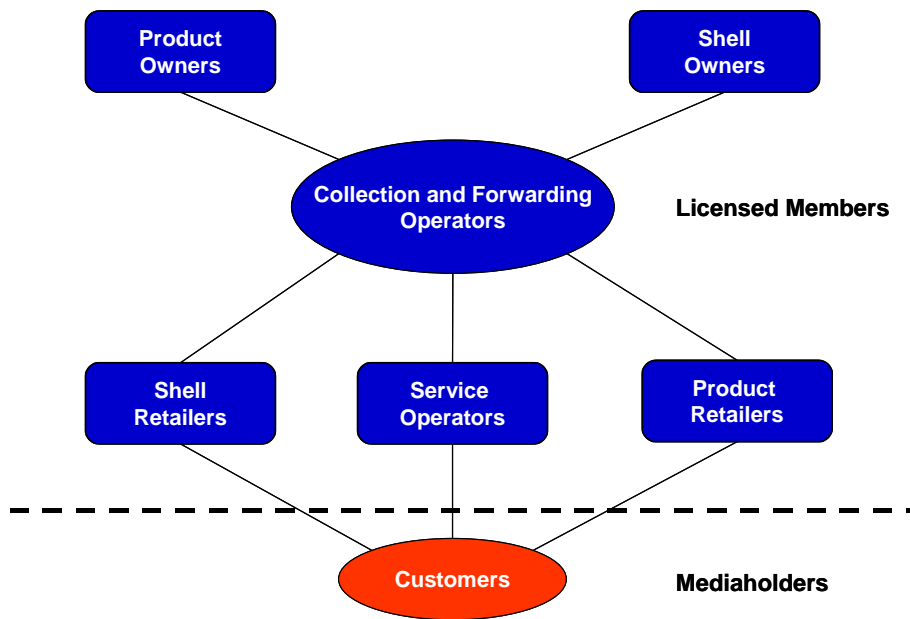 Product
Owners
Shell
Owners
Collection and Forwarding
Operators
Licensed Members
Shell
Retailers
Service
Operators
Product
Retailers
Customers
Mediaholders